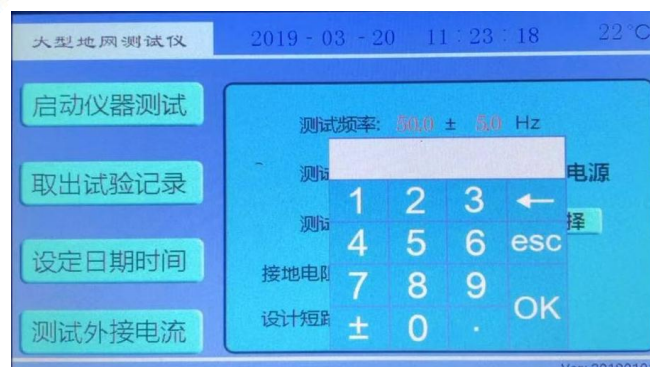 大型地网测试仪 2019-03-20 11:23:18 22°C
启动仪器测试
取出试验记录
设定日期时间
测试外接电流
测试频率: 50.0 ± 5.0 Hz
测试
电源
测试
择
接地电阻
设计短路
1 2 3 ←
4 5 6 esc
7 8 9
± 0 . OK